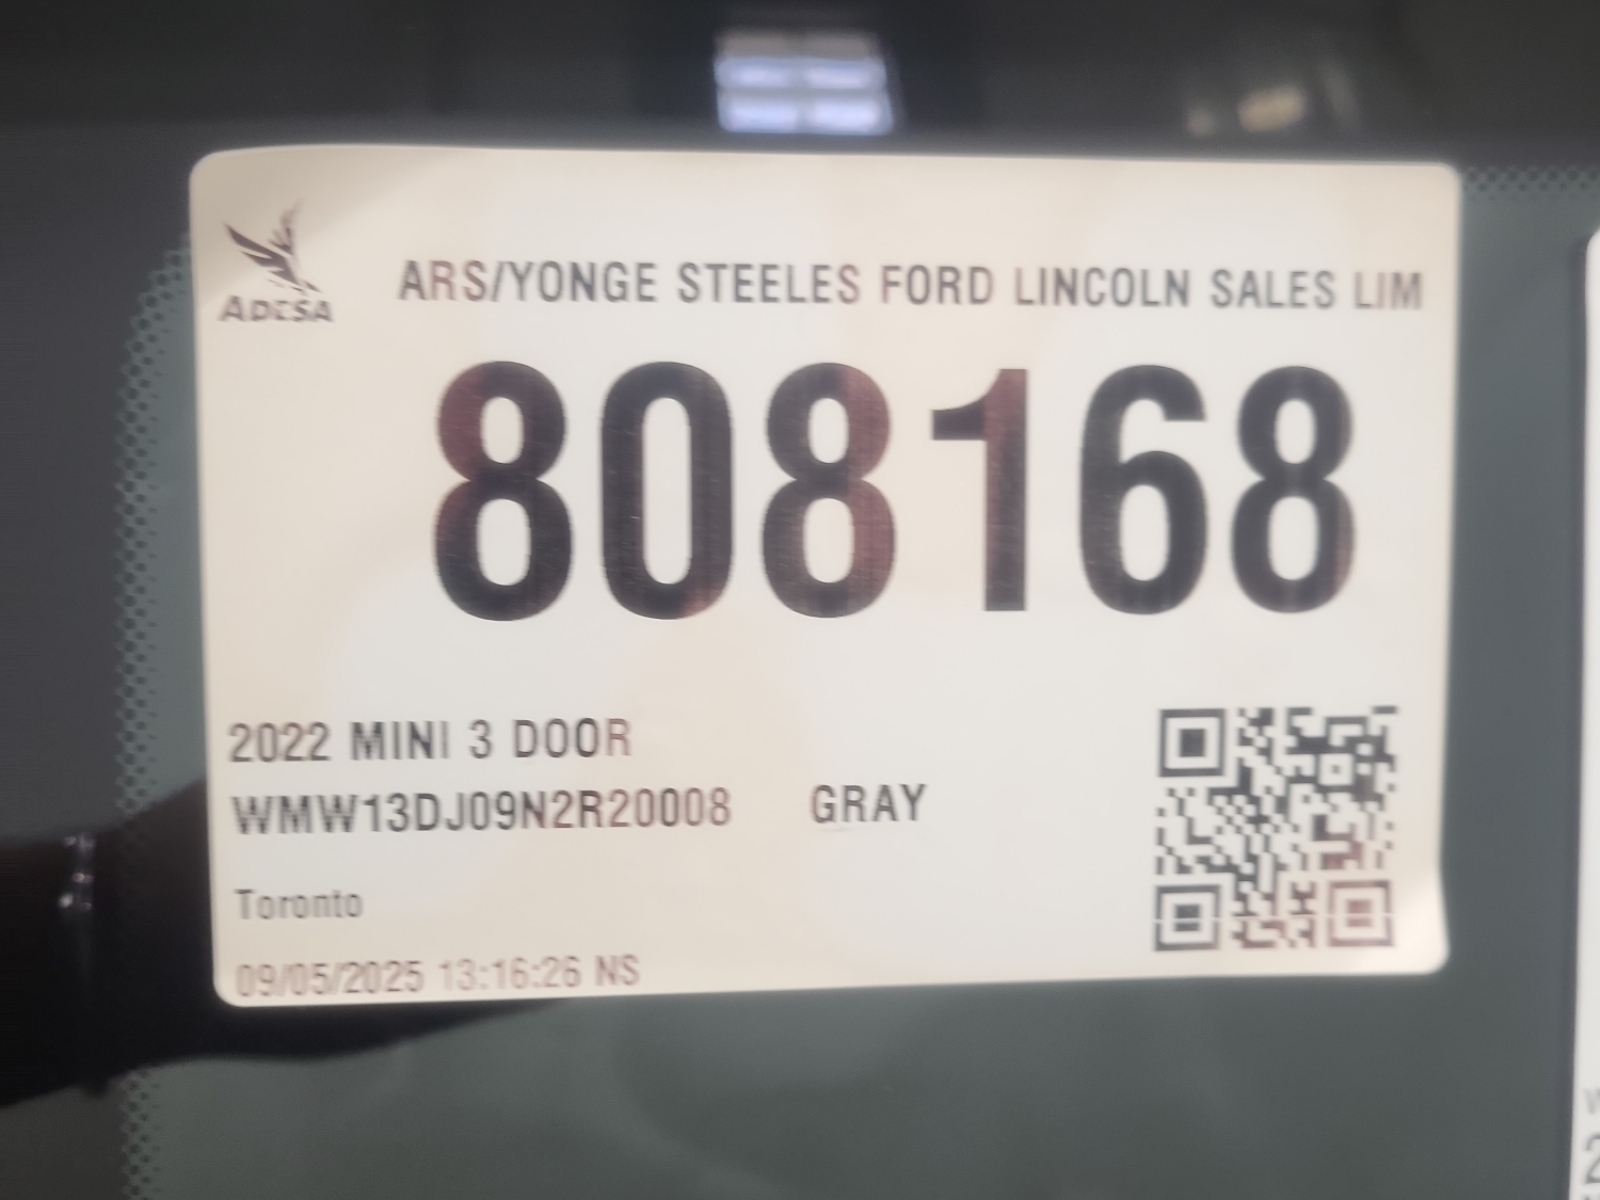 ADESA
ARS/YONGE STEELES FORD LINCOLN SALES LIM
808168
2022 MINI 3 DOOR
WMW13DJ09N2R20008 GRAY
Toronto
09/05/2025 13:16:26 NS